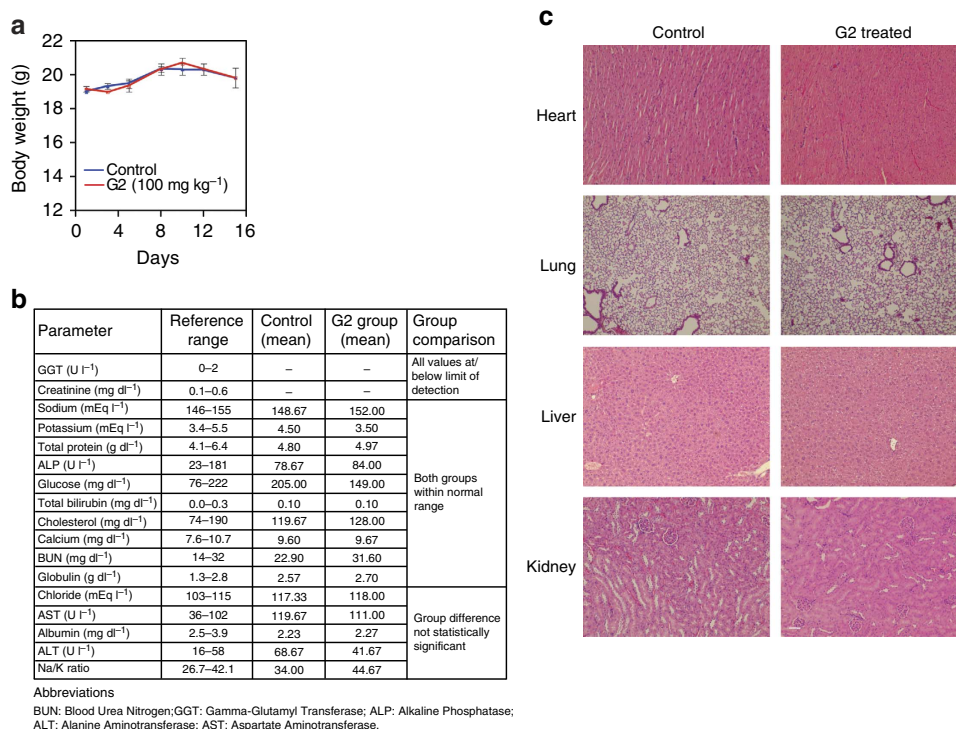 a
22
20
18
16
14
12
0 4 8 12 16
Body weight (g)
Days
Control
G2 (100 mg kg⁻¹)
b
Parameter | Reference range | Control (mean) | G2 group (mean) | Group comparison
GGT (U l⁻¹) | 0–2 | – | – | All values at/ below limit of detection
Creatinine (mg dl⁻¹) | 0.1–0.6 | – | –
Sodium (mEq l⁻¹) | 146–155 | 148.67 | 152.00 | Both groups within normal range
Potassium (mEq l⁻¹) | 3.4–5.5 | 4.50 | 3.50
Total protein (g dl⁻¹) | 4.1–6.4 | 4.80 | 4.97
ALP (U l⁻¹) | 23–181 | 78.67 | 84.00
Glucose (mg dl⁻¹) | 76–222 | 205.00 | 149.00
Total bilirubin (mg dl⁻¹) | 0.0–0.3 | 0.10 | 0.10
Cholesterol (mg dl⁻¹) | 74–190 | 119.67 | 128.00
Calcium (mg dl⁻¹) | 7.6–10.7 | 9.60 | 9.67
BUN (mg dl⁻¹) | 14–32 | 22.90 | 31.60
Globulin (g dl⁻¹) | 1.3–2.8 | 2.57 | 2.70
Chloride (mEq l⁻¹) | 103–115 | 117.33 | 118.00 | Group difference not statistically significant
AST (U l⁻¹) | 36–102 | 119.67 | 111.00
Albumin (mg dl⁻¹) | 2.5–3.9 | 2.23 | 2.27
ALT (U l⁻¹) | 16–58 | 68.67 | 41.67
Na/K ratio | 26.7–42.1 | 34.00 | 44.67
Abbreviations
BUN: Blood Urea Nitrogen;GGT: Gamma-Glutamyl Transferase; ALP: Alkaline Phosphatase;
ALT: Alanine Aminotransferase; AST: Aspartate Aminotransferase.
c
Control G2 treated
Heart
Lung
Liver
Kidney